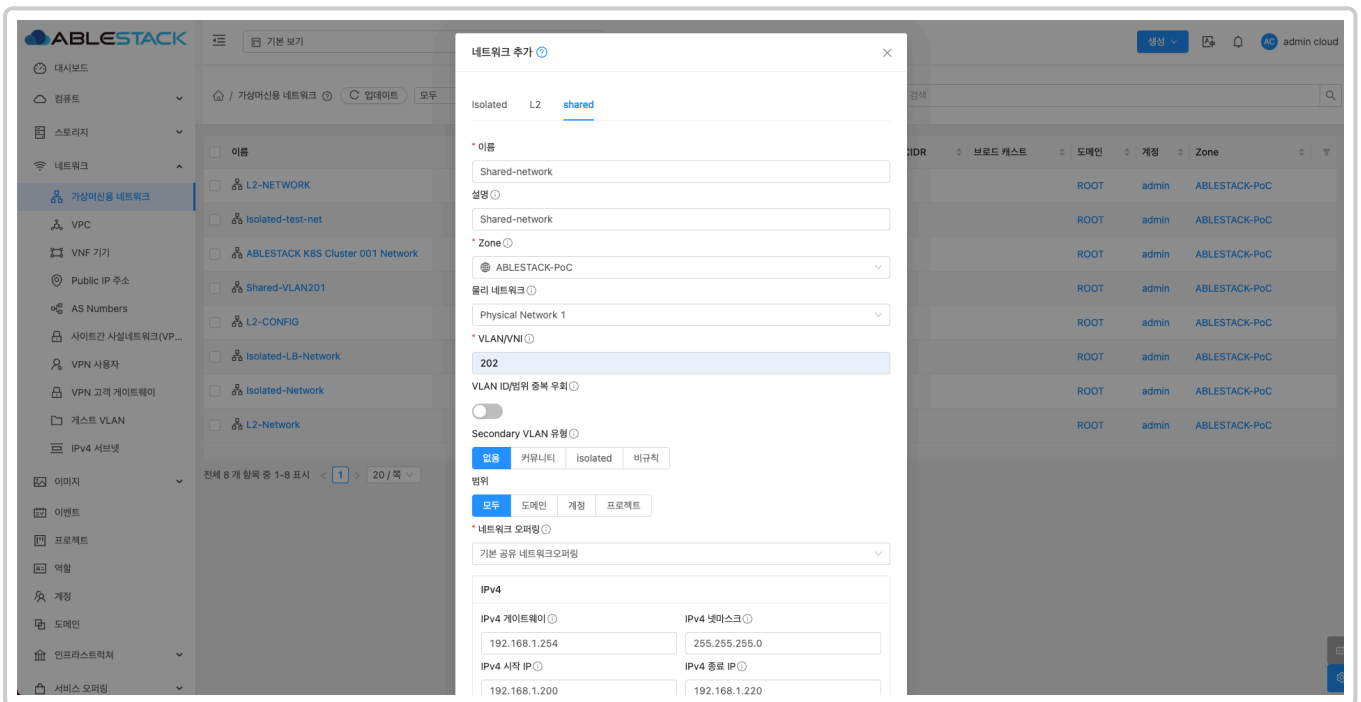 ABLESTACK
기본 보기
생성
AC admin cloud
대시보드
컴퓨트
스토리지
네트워크
가상머신용 네트워크
VPC
VNF 기기
Public IP 주소
AS Numbers
사이트간 사설네트워크(VP...
VPN 사용자
VPN 고객 게이트웨이
게스트 VLAN
IPv4 서브넷
이미지
이벤트
프로젝트
역할
계정
도메인
인프라스트럭쳐
서비스 오퍼링
/ 가상머신용 네트워크 업데이트 모두
검색
이름 CIDR 브로드 캐스트 도메인 계정 Zone
L2-NETWORK ROOT admin ABLESTACK-PoC
Isolated-test-net ROOT admin ABLESTACK-PoC
ABLESTACK K8S Cluster 001 Network ROOT admin ABLESTACK-PoC
Shared-VLAN201 ROOT admin ABLESTACK-PoC
L2-CONFIG ROOT admin ABLESTACK-PoC
Isolated-LB-Network ROOT admin ABLESTACK-PoC
Isolated-Network ROOT admin ABLESTACK-PoC
L2-Network ROOT admin ABLESTACK-PoC
전체 8 개 항목 중 1-8 표시 < 1 > 20 / 쪽
네트워크 추가
Isolated L2 shared
* 이름
Shared-network
설명
Shared-network
* Zone
ABLESTACK-PoC
물리 네트워크
Physical Network 1
* VLAN/VNI
202
VLAN ID/범위 중복 우회
Secondary VLAN 유형
없음 커뮤니티 isolated 비규칙
범위
모두 도메인 계정 프로젝트
* 네트워크 오퍼링
기본 공유 네트워크오퍼링
IPv4
IPv4 게이트웨이 IPv4 넷마스크
192.168.1.254 255.255.255.0
IPv4 시작 IP IPv4 종료 IP
192.168.1.200 192.168.1.220